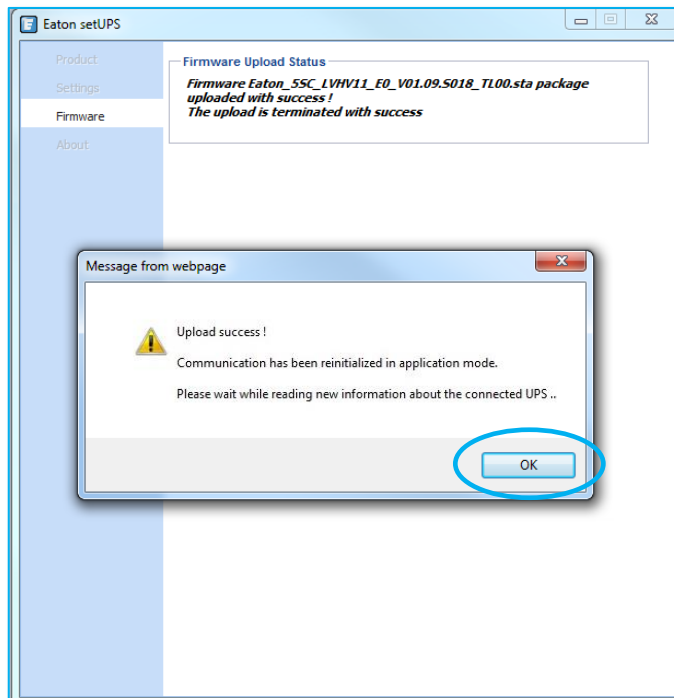 Eaton setUPS
Product
Settings
Firmware
About
Firmware Upload Status
Firmware Eaton_5SC_LVHV11_E0_V01.09.S018_TL00.sta package
uploaded with success !
The upload is terminated with success
Message from webpage
Upload success !
Communication has been reinitialized in application mode.
Please wait while reading new information about the connected UPS ..
OK